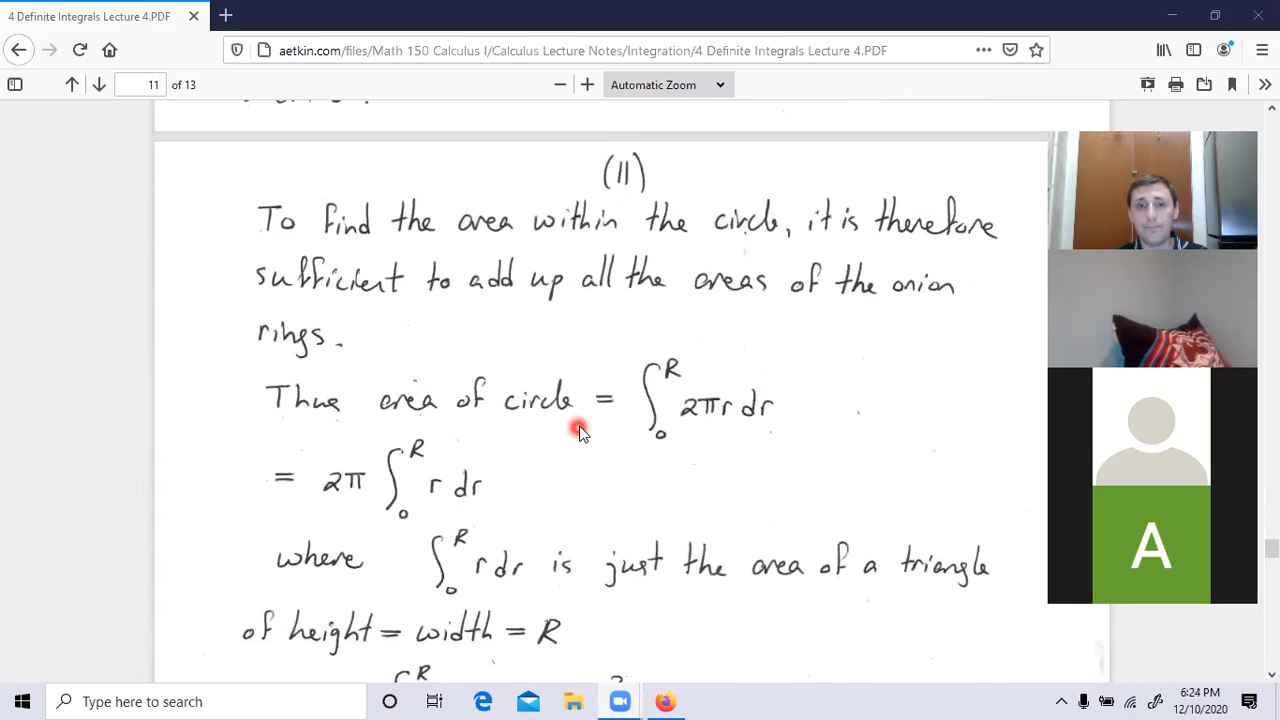 4 Definite Integrals Lecture 4.PDF
aetkin.com/files/Math 150 Calculus I/Calculus Lecture Notes/Integration/4 Definite Integrals Lecture 4.PDF
11 of 13
Automatic Zoom
(11)
To find the area within the circle, it is therefore
sufficient to add up all the areas of the onion
rings.
Thus area of circle = ∫₀ᴿ 2πr dr
= 2π ∫₀ᴿ r dr
where ∫₀ᴿ r dr is just the area of a triangle
of height = width = R
A
Type here to search
6:24 PM
12/10/2020